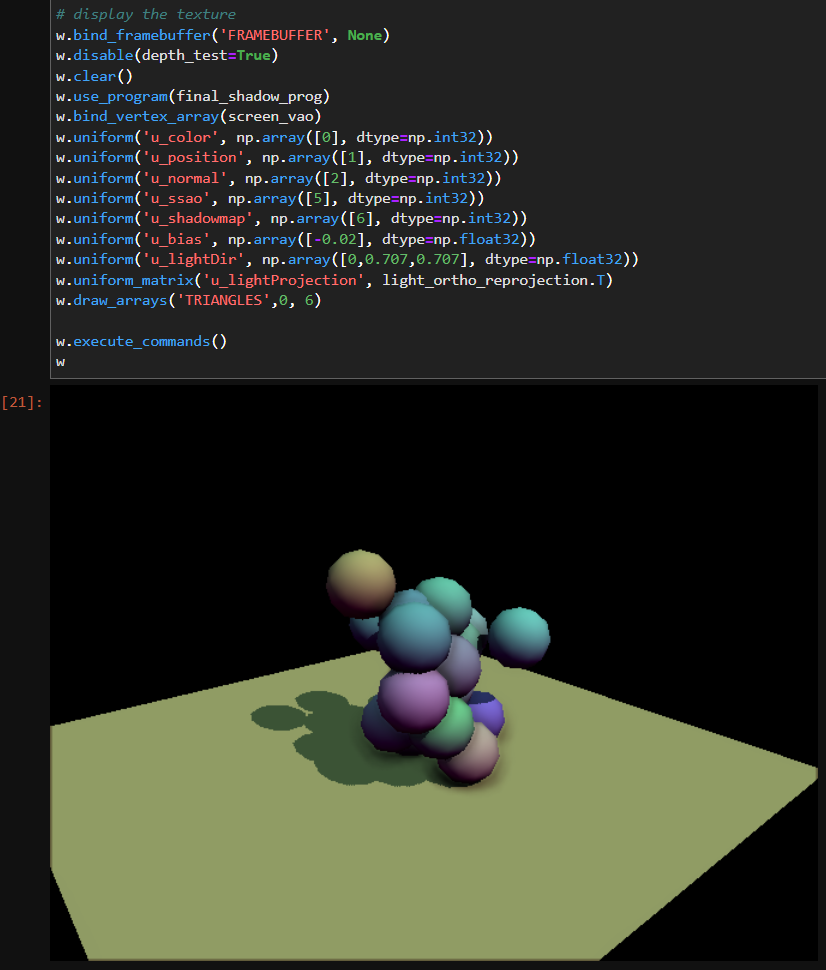 # display the texture
w.bind_framebuffer('FRAMEBUFFER', None)
w.disable(depth_test=True)
w.clear()
w.use_program(final_shadow_prog)
w.bind_vertex_array(screen_vao)
w.uniform('u_color', np.array([0], dtype=np.int32))
w.uniform('u_position', np.array([1], dtype=np.int32))
w.uniform('u_normal', np.array([2], dtype=np.int32))
w.uniform('u_ssao', np.array([5], dtype=np.int32))
w.uniform('u_shadowmap', np.array([6], dtype=np.int32))
w.uniform('u_bias', np.array([-0.02], dtype=np.float32))
w.uniform('u_lightDir', np.array([0,0.707,0.707], dtype=np.float32))
w.uniform_matrix('u_lightProjection', light_ortho_reprojection.T)
w.draw_arrays('TRIANGLES',0, 6)
w.execute_commands()
w
[21]: